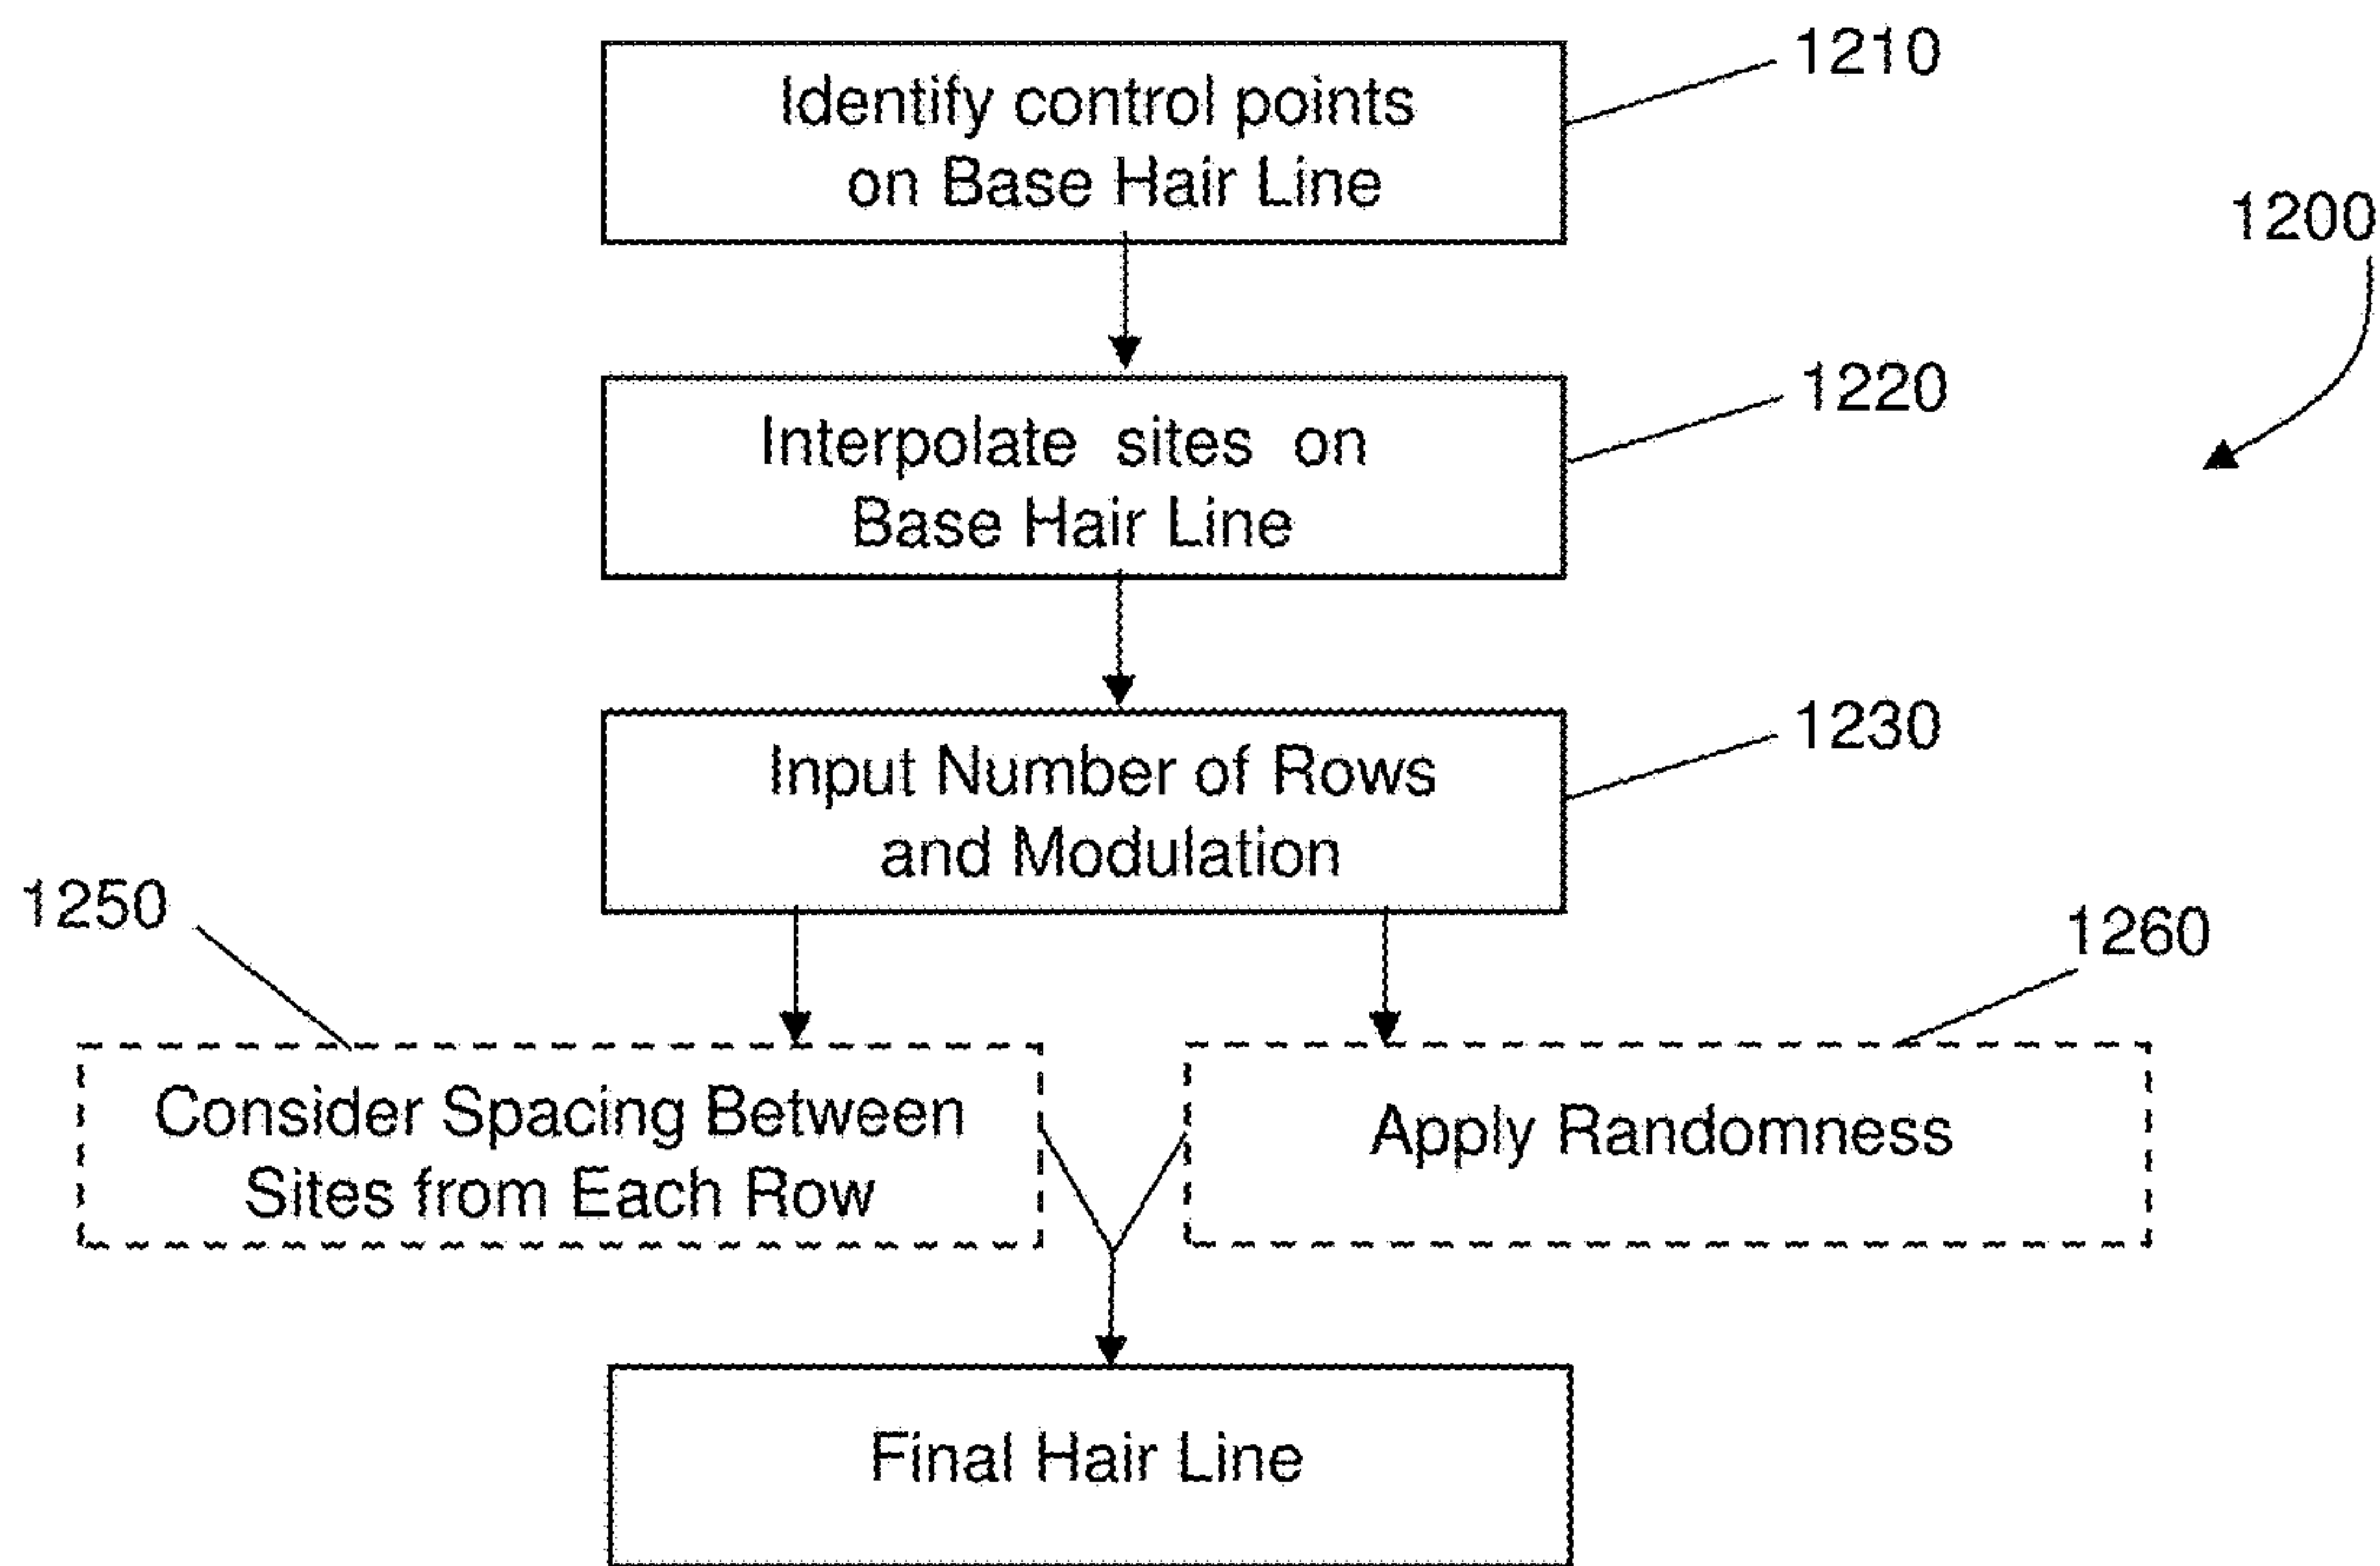 Identify control points
on Base Hair Line
1210
1200
Interpolate sites on
Base Hair Line
1220
Input Number of Rows
and Modulation
1230
1250
1260
Consider Spacing Between
Sites from Each Row
Apply Randomness
Final Hair Line